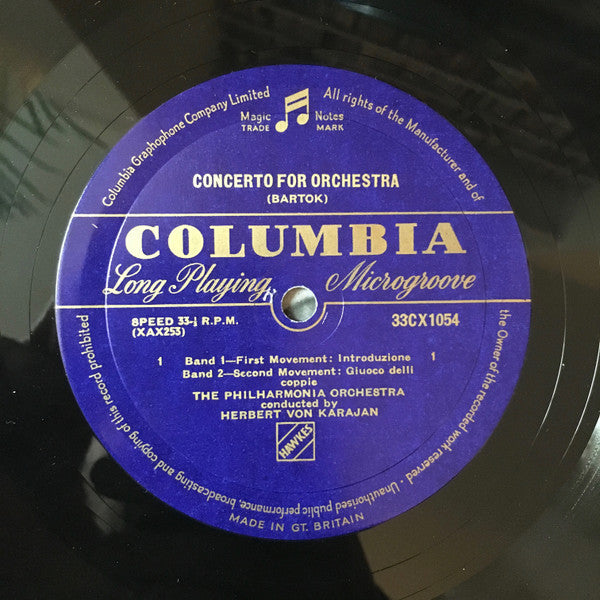 Columbia Graphophone Company Limited
All rights of the Manufacturer and of
the Owner of the recorded work reserved - Unauthorised public performance, broadcasting and copying of this record prohibited
Magic Notes
TRADE MARK
CONCERTO FOR ORCHESTRA
(BARTOK)
COLUMBIA
Long Playing Microgroove
SPEED 33-⅓ R.P.M. 33CX1054
(XAX253)
1 Band 1—First Movement: Introduzione 1
Band 2—Second Movement: Giuoco delli
coppie
THE PHILHARMONIA ORCHESTRA
conducted by
HERBERT VON KARAJAN
HAWKES
MADE IN GT. BRITAIN